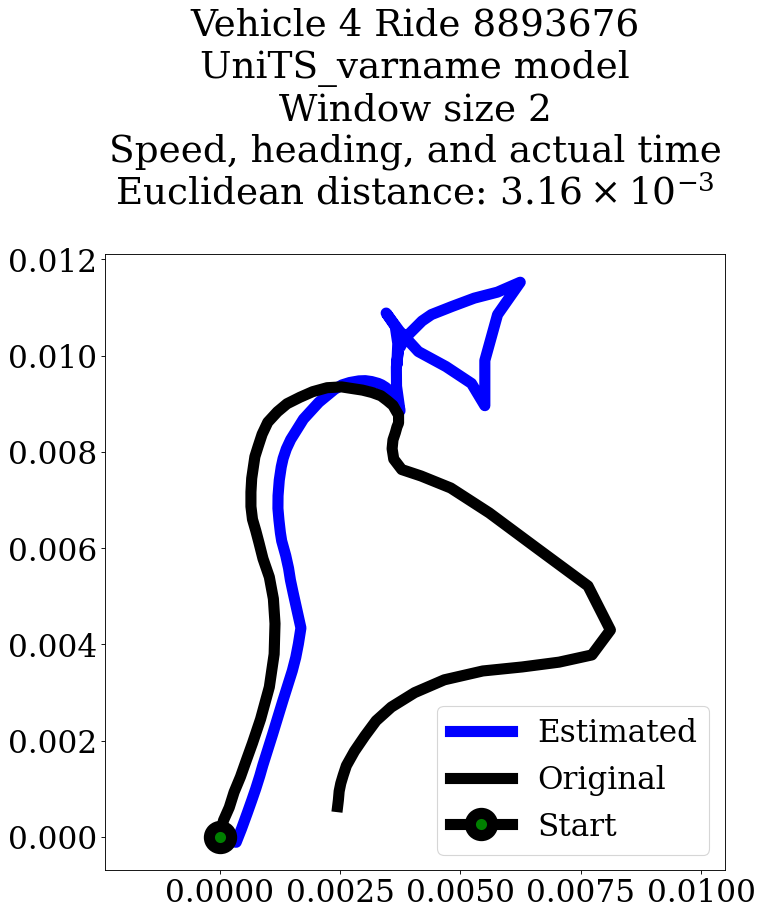 Vehicle 4 Ride 8893676
UniTS_varname model
Window size 2
Speed, heading, and actual time
Euclidean distance: 3.16 × 10⁻³
0.012
0.010
0.008
0.006
0.004
0.002
0.000
Estimated
Original
Start
0.0000 0.0025 0.0050 0.0075 0.0100